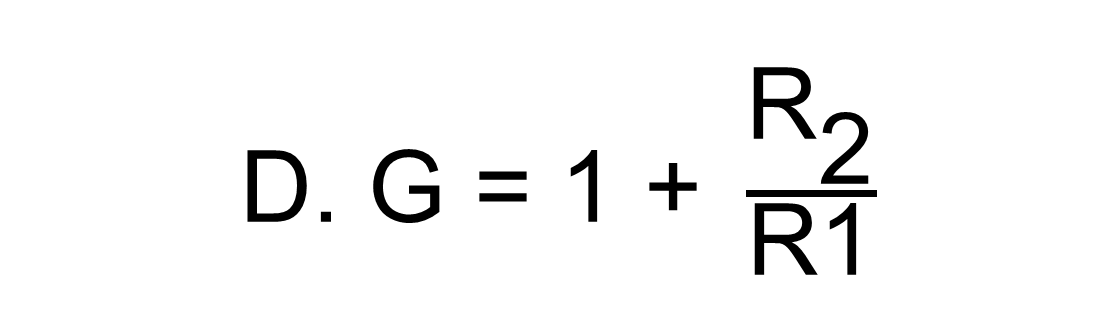 D. G = 1 + R₂/R1